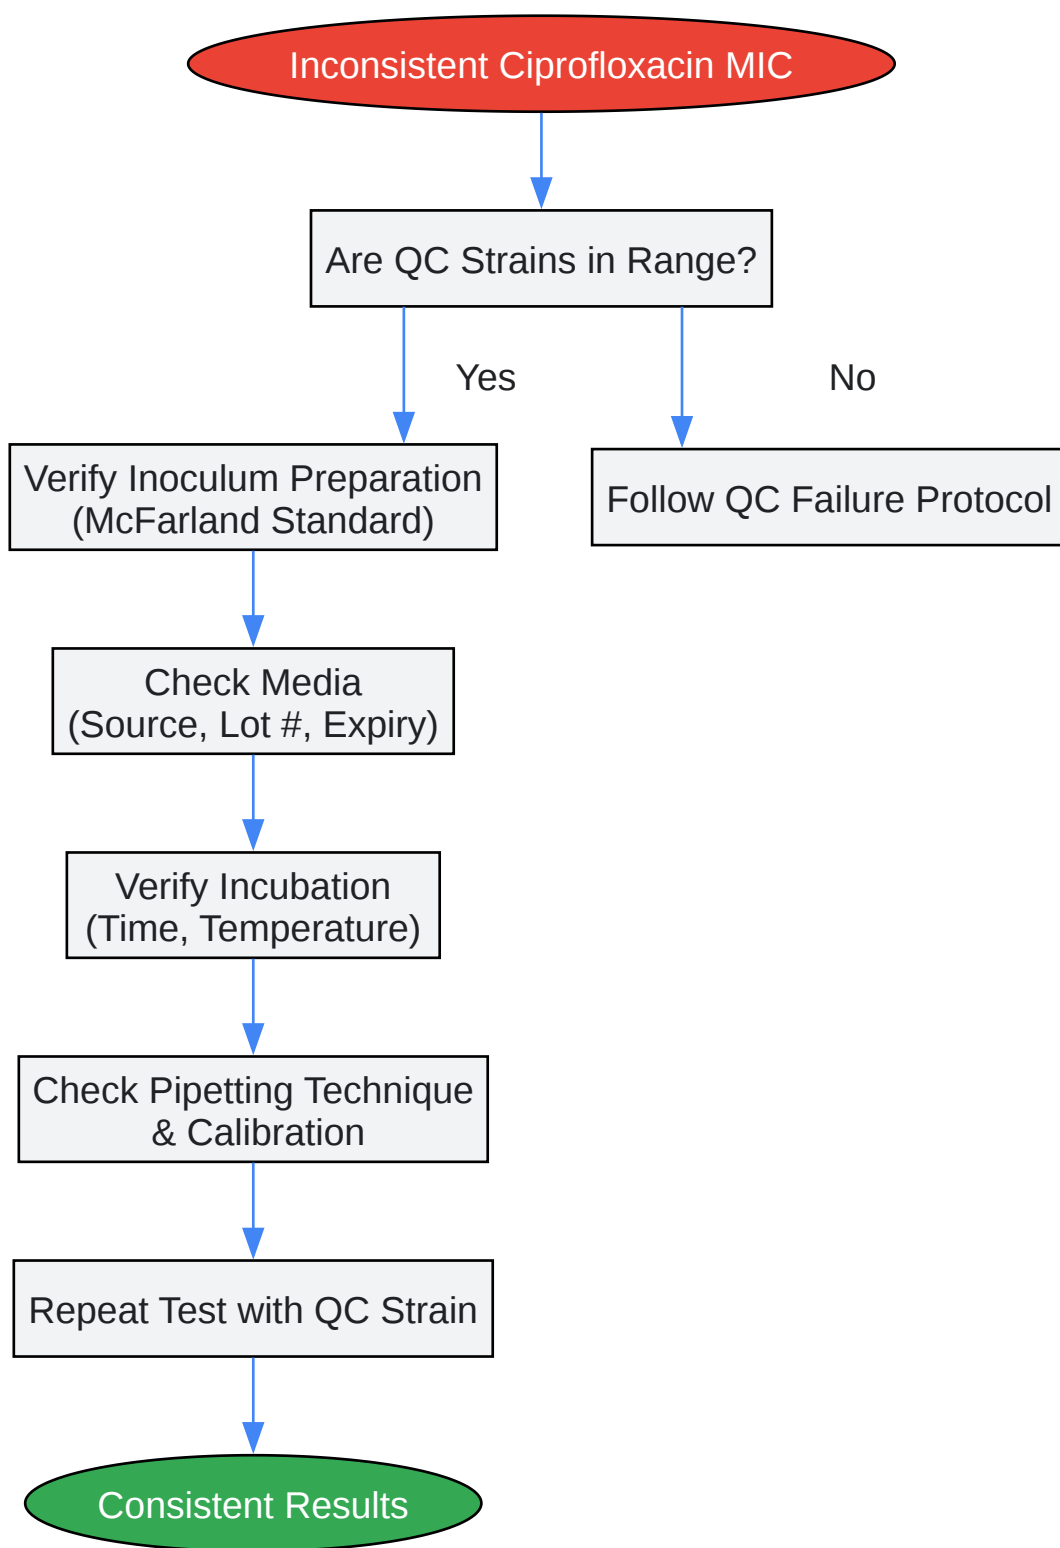 Inconsistent Ciprofloxacin MIC
Are QC Strains in Range?
Yes
No
Verify Inoculum Preparation
(McFarland Standard)
Follow QC Failure Protocol
Check Media
(Source, Lot #, Expiry)
Verify Incubation
(Time, Temperature)
Check Pipetting Technique
& Calibration
Repeat Test with QC Strain
Consistent Results